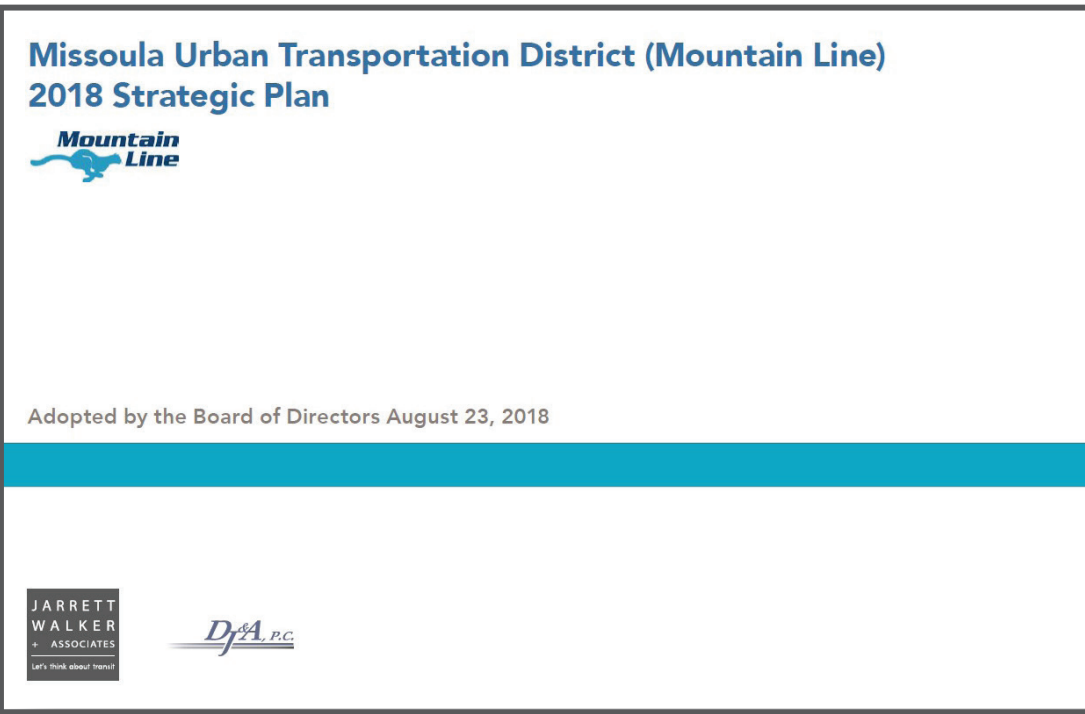 Missoula Urban Transportation District (Mountain Line)
2018 Strategic Plan
Mountain
Line
Adopted by the Board of Directors August 23, 2018
JARRETT
WALKER
+ ASSOCIATES
Let's think about transit
DJ&A, P.C.